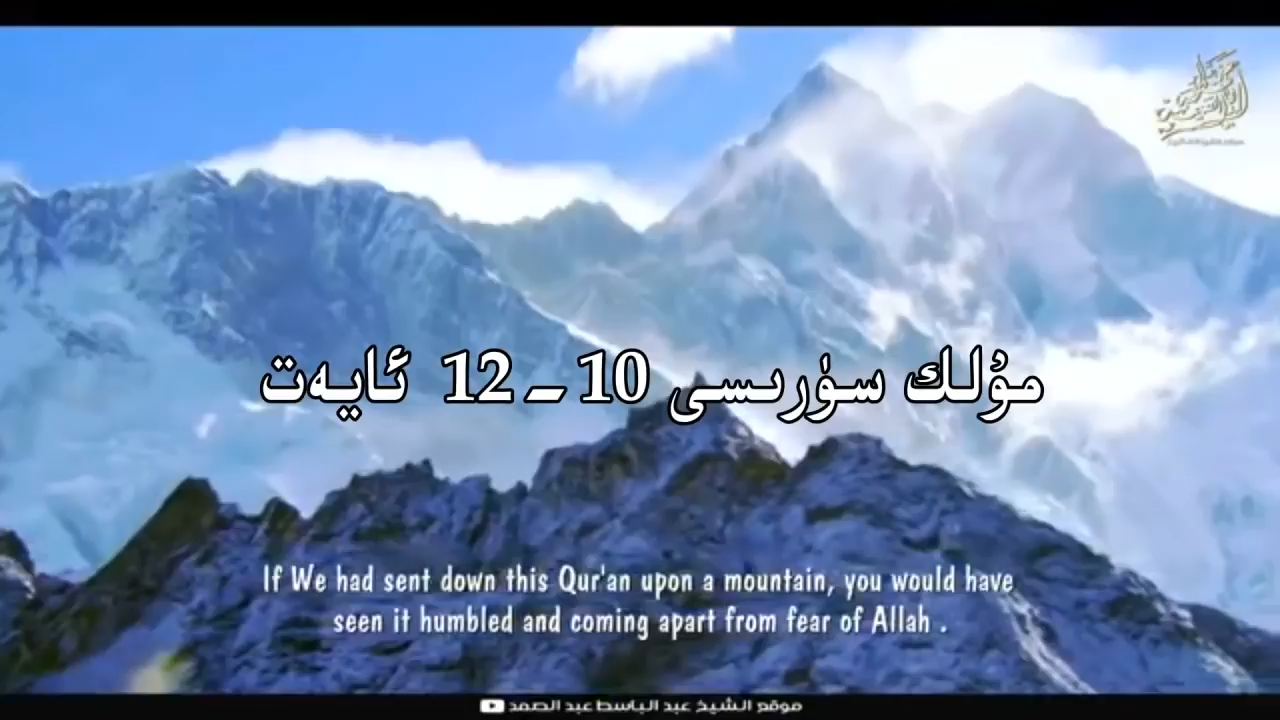 مۇلك سۈرىسى 10-12 ئايەت
If We had sent down this Qur'an upon a mountain, you would have
seen it humbled and coming apart from fear of Allah .
موقع الشيخ عبد الباسط عبد الصمد